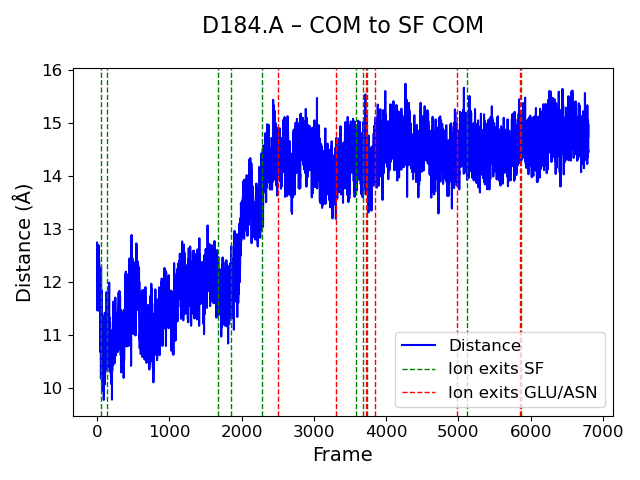 D184.A – COM to SF COM
16
15
14
13
12
11
10
Distance (Å)
Distance
Ion exits SF
Ion exits GLU/ASN
0 1000 2000 3000 4000 5000 6000 7000
Frame